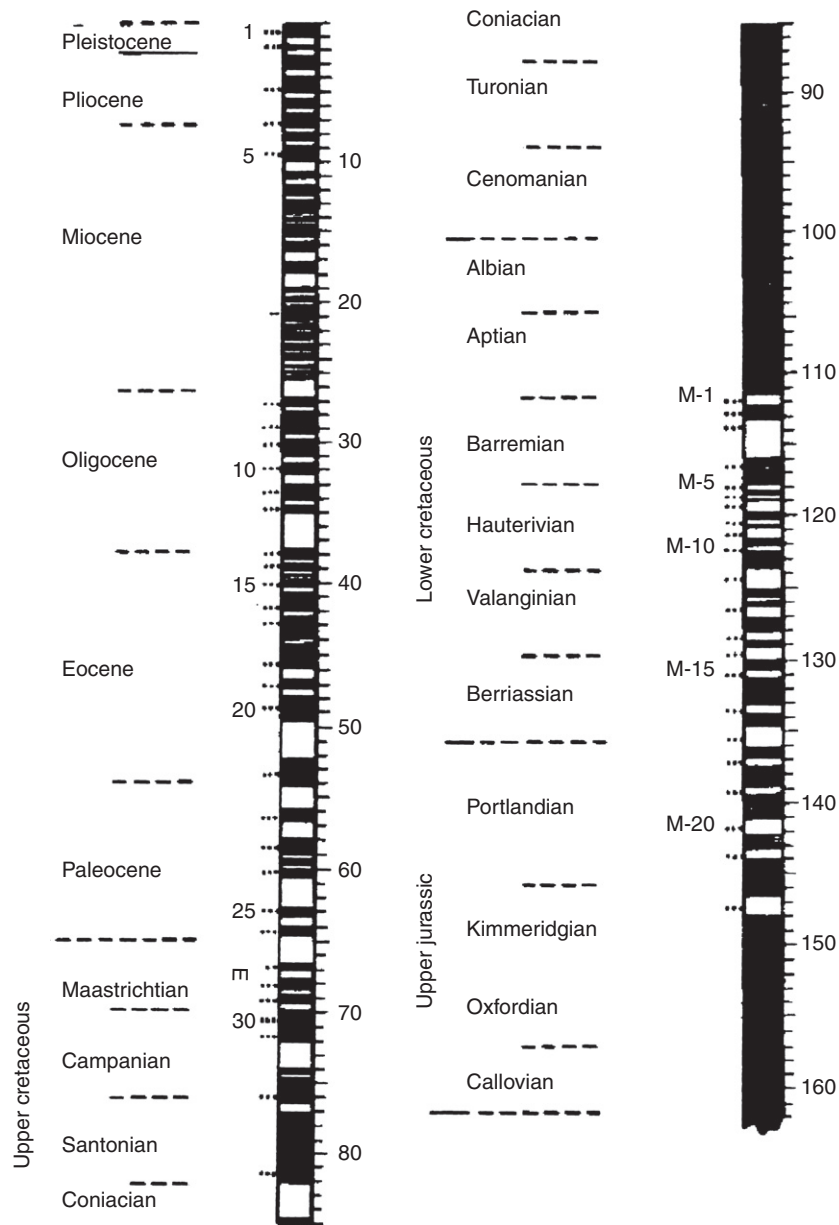 1
Pleistocene
Pliocene
5
10
Miocene
20
30
Oligocene
10
15
40
Eocene
20
50
Paleocene
60
25
E
Maastrichtian
30
70
Campanian
Santonian
80
Coniacian
Upper cretaceous
Coniacian
Turonian
90
Cenomanian
100
Albian
Aptian
110
M-1
Barremian
M-5
120
Hauterivian
M-10
Valanginian
130
M-15
Berriassian
Lower cretaceous
Portlandian
140
M-20
Kimmeridgian
150
Oxfordian
Callovian
160
Upper jurassic